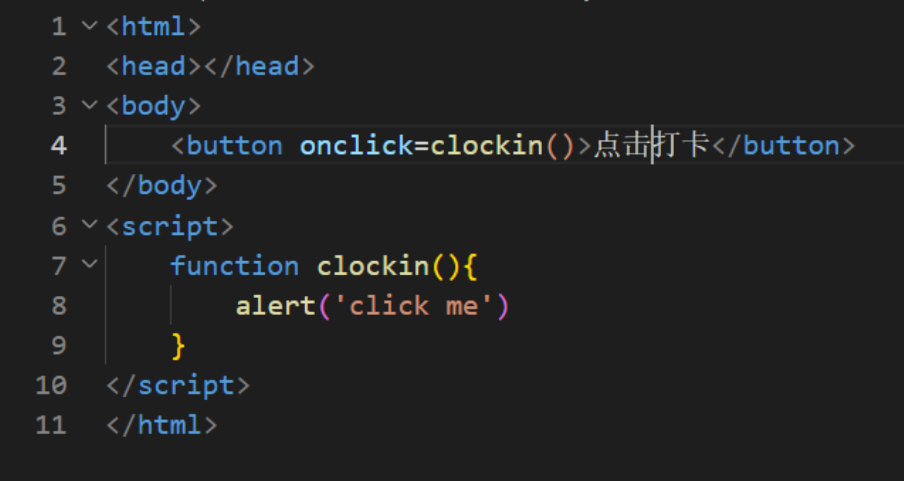 1 <html>
2 <head></head>
3 <body>
4     <button onclick=clockin()>点击打卡</button>
5 </body>
6 <script>
7     function clockin(){
8         alert('click me')
9     }
10 </script>
11 </html>